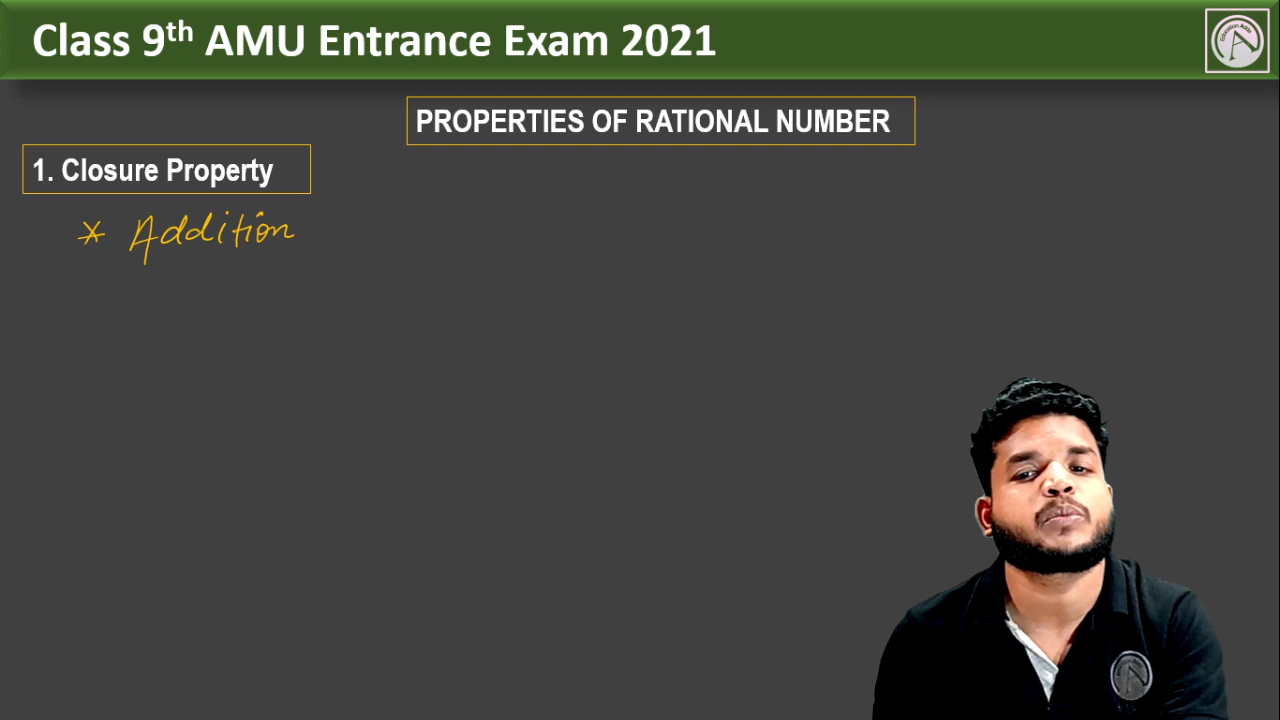 Class 9th AMU Entrance Exam 2021
PROPERTIES OF RATIONAL NUMBER
1. Closure Property
* Addition